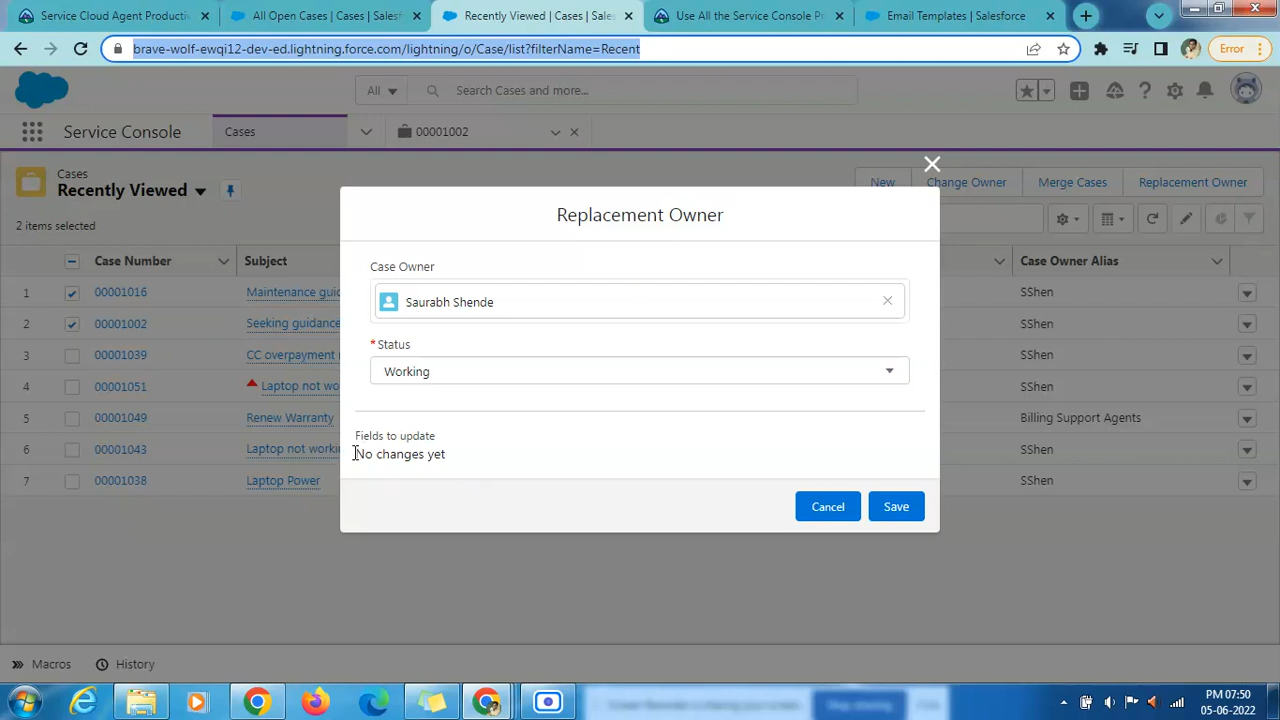 Service Cloud Agent Producti
All Open Cases | Cases | Salesf
Recently Viewed | Cases | Sales
Use All the Service Console Pr
Email Templates | Salesforce
brave-wolf-ewqi12-dev-ed.lightning.force.com/lightning/o/Case/list?filterName=Recent
Error
All
Search Cases and more...
Service Console
Cases
00001002
Cases
Recently Viewed
New
Change Owner
Merge Cases
Replacement Owner
2 items selected
Case Number
Subject
Case Owner Alias
1 00001016 Maintenance guid SShen
2 00001002 Seeking guidance SShen
3 00001039 CC overpayment SShen
4 00001051 Laptop not wo SShen
5 00001049 Renew Warranty Billing Support Agents
6 00001043 Laptop not worki SShen
7 00001038 Laptop Power SShen
Replacement Owner
Case Owner
Saurabh Shende
* Status
Working
Fields to update
No changes yet
Cancel
Save
Macros
History
Stop sharing
PM 07:50
05-06-2022